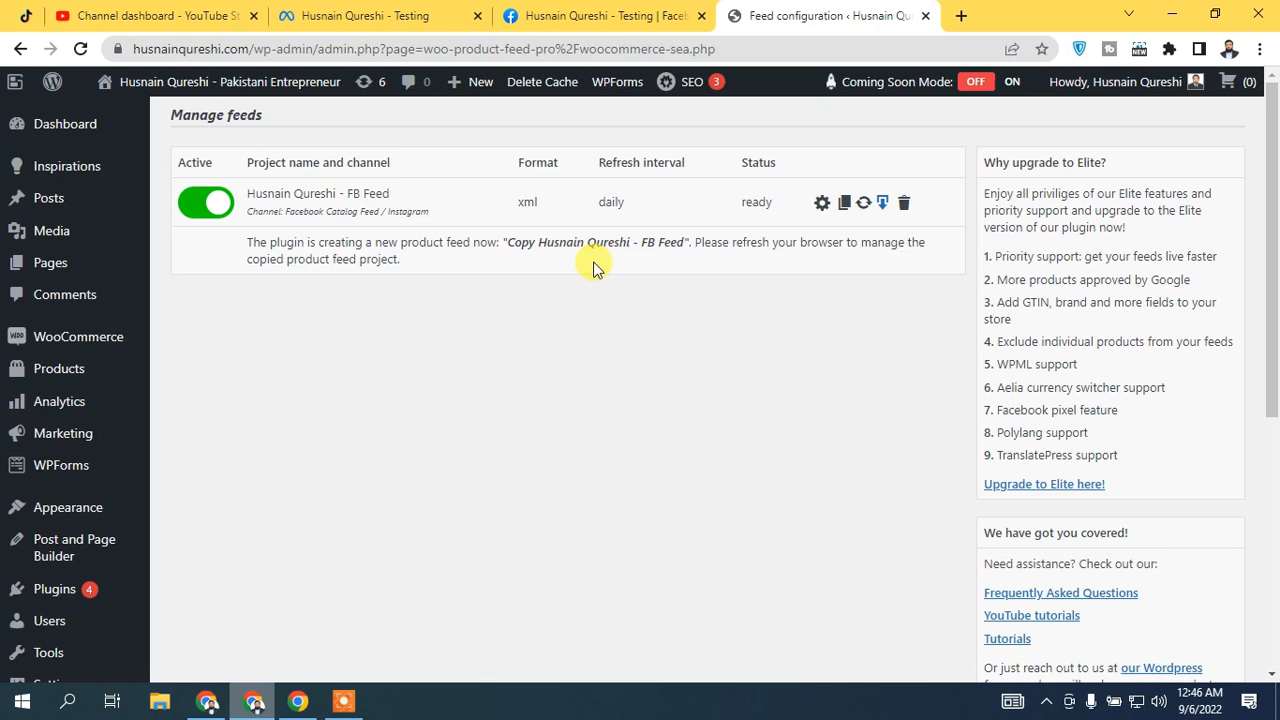 Channel dashboard - YouTube St
Husnain Qureshi - Testing
Husnain Qureshi - Testing | Faceb
Feed configuration ‹ Husnain Qu
husnainqureshi.com/wp-admin/admin.php?page=woo-product-feed-pro%2Fwoocommerce-sea.php
Husnain Qureshi - Pakistani Entrepreneur
6
0
New
Delete Cache
WPForms
SEO 3
Coming Soon Mode: OFF ON
Howdy, Husnain Qureshi
(0)
Dashboard
Inspirations
Posts
Media
Pages
Comments
WooCommerce
Products
Analytics
Marketing
WPForms
Appearance
Post and Page
Builder
Plugins 4
Users
Tools
Manage feeds
Active Project name and channel Format Refresh interval Status
Husnain Qureshi - FB Feed
Channel: Facebook Catalog Feed / Instagram
xml daily ready
The plugin is creating a new product feed now: "Copy Husnain Qureshi - FB Feed". Please refresh your browser to manage the
copied product feed project.
Why upgrade to Elite?
Enjoy all priviliges of our Elite features and
priority support and upgrade to the Elite
version of our plugin now!
1. Priority support: get your feeds live faster
2. More products approved by Google
3. Add GTIN, brand and more fields to your
store
4. Exclude individual products from your feeds
5. WPML support
6. Aelia currency switcher support
7. Facebook pixel feature
8. Polylang support
9. TranslatePress support
Upgrade to Elite here!
We have got you covered!
Need assistance? Check out our:
Frequently Asked Questions
YouTube tutorials
Tutorials
Or just reach out to us at our Wordpress
12:46 AM
9/6/2022